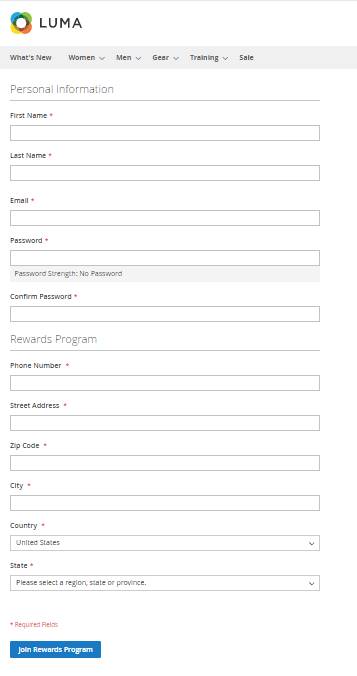 LUMA
What's New Women Men Gear Training Sale
Personal Information
First Name *
Last Name *
Email *
Password *
Password Strength: No Password
Confirm Password *
Rewards Program
Phone Number *
Street Address *
Zip Code *
City *
Country *
United States
State *
Please select a region, state or province.
* Required Fields
Join Rewards Program